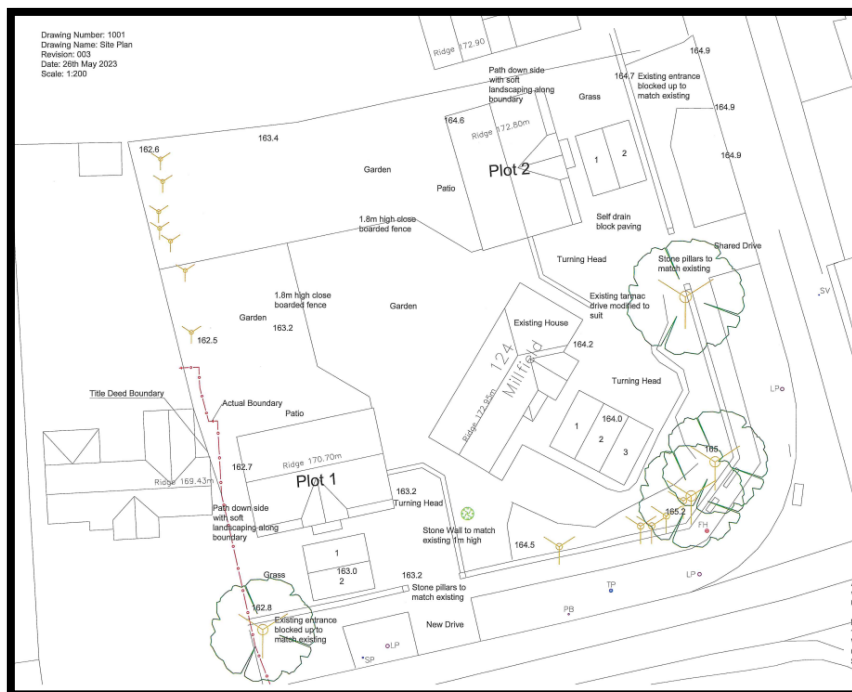 Drawing Number: 1001
Drawing Name: Site Plan
Revision: 003
Date: 26th May 2023
Scale: 1:200
Ridge 172.90
164.9
Path down side
with soft
landscaping along
boundary
164.7
Existing entrance
blocked up to
match existing
Grass
164.9
162.6
163.4
164.6
Ridge 172.80m
164.9
1
2
Garden
Plot 2
Patio
1.8m high close
boarded fence
Self drain
block paving
Shared Drive
Turning Head
Stone pillars to
match existing
SV
1.8m high close
boarded fence
Garden
163.2
Garden
Existing tarmac
drive modified to
suit
Existing House
162.5
164.2
124
Millfield
Ridge 172.95m
Turning Head
LP
Title Deed Boundary
Actual Boundary
Patio
164.0
1
2
3
165
162.7
Ridge 170.70m
Plot 1
Ridge 169.43m
163.2
Turning Head
Path down side
with soft
landscaping along
boundary
165.2
Stone Wall to match
existing 1m high
FH
164.5
1
163.0
2
Grass
163.2
LP
Stone pillars to
match existing
TP
162.8
PB
Existing entrance
blocked up to
match existing
New Drive
LP
SP